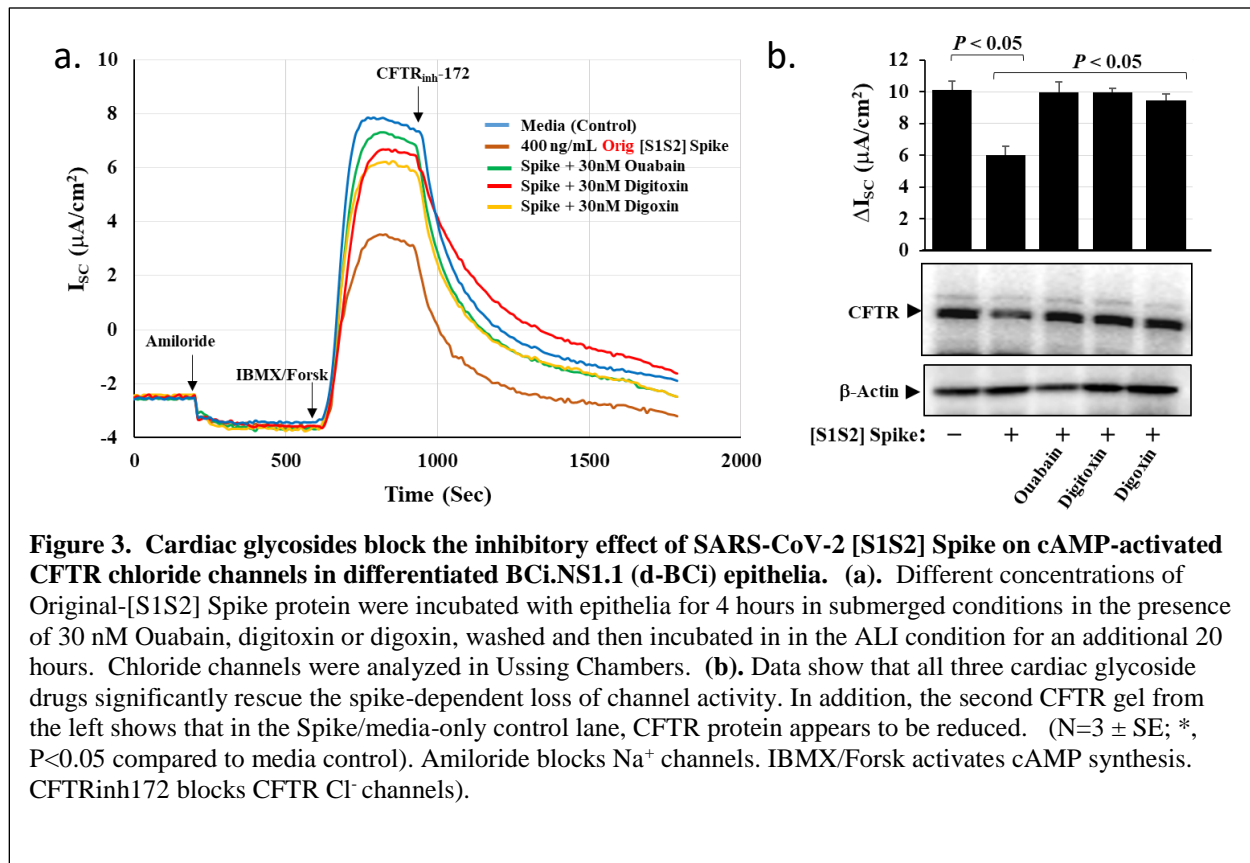 a.
10
8
6
4
2
0
-2
-4
I_SC (µA/cm²)
0
500
1000
1500
2000
Time (Sec)
Amiloride
IBMX/Forsk
CFTR_inh-172
Media (Control)
400 ng/mL Orig [S1S2] Spike
Spike + 30nM Ouabain
Spike + 30nM Digitoxin
Spike + 30nM Digoxin
b.
P < 0.05
P < 0.05
12
10
8
6
4
2
0
ΔI_SC (µA/cm²)
CFTR
β-Actin
[S1S2] Spike: – + + + +
Ouabain
Digitoxin
Digoxin
Figure 3. Cardiac glycosides block the inhibitory effect of SARS-CoV-2 [S1S2] Spike on cAMP-activated
CFTR chloride channels in differentiated BCi.NS1.1 (d-BCi) epithelia. (a). Different concentrations of
Original-[S1S2] Spike protein were incubated with epithelia for 4 hours in submerged conditions in the presence
of 30 nM Ouabain, digitoxin or digoxin, washed and then incubated in in the ALI condition for an additional 20
hours. Chloride channels were analyzed in Ussing Chambers. (b). Data show that all three cardiac glycoside
drugs significantly rescue the spike-dependent loss of channel activity. In addition, the second CFTR gel from
the left shows that in the Spike/media-only control lane, CFTR protein appears to be reduced. (N=3 ± SE; *,
P<0.05 compared to media control). Amiloride blocks Na⁺ channels. IBMX/Forsk activates cAMP synthesis.
CFTRinh172 blocks CFTR Cl⁻ channels).